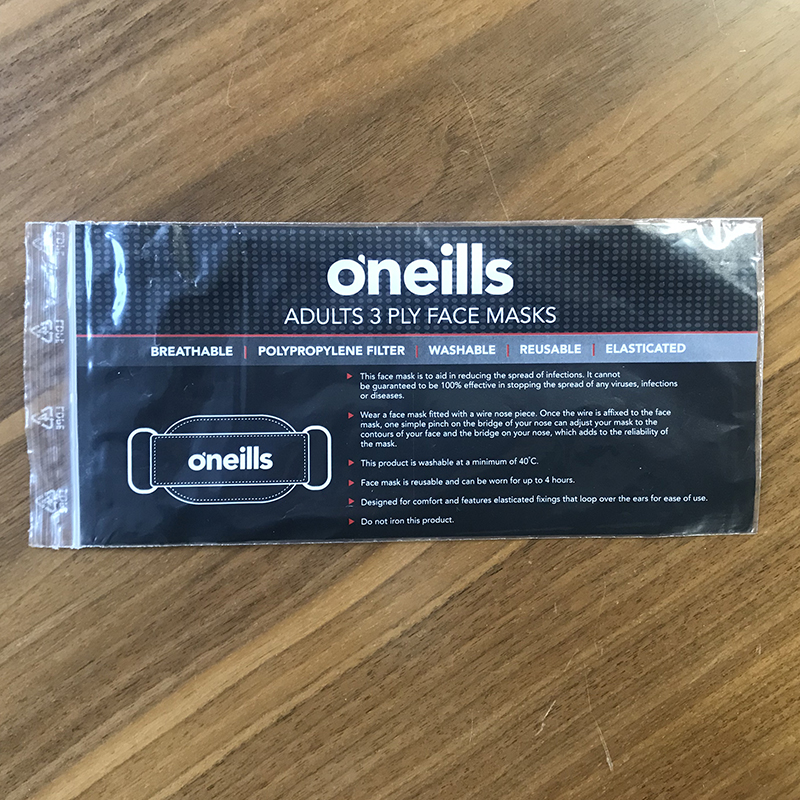 o'neills
ADULTS 3 PLY FACE MASKS
BREATHABLE | POLYPROPYLENE FILTER | WASHABLE | REUSABLE | ELASTICATED
This face mask is to aid in reducing the spread of infections. It cannot
be guaranteed to be 100% effective in stopping the spread of any viruses, infections
or diseases.
Wear a face mask fitted with a wire nose piece. Once the wire is affixed to the face
mask, one simple pinch on the bridge of your nose can adjust your mask to the
contours of your face and the bridge on your nose, which adds to the reliability of
the mask.
This product is washable at a minimum of 40°C.
Face mask is reusable and can be worn for up to 4 hours.
Designed for comfort and features elasticated fixings that loop over the ears for ease of use.
Do not iron this product.
o'neills